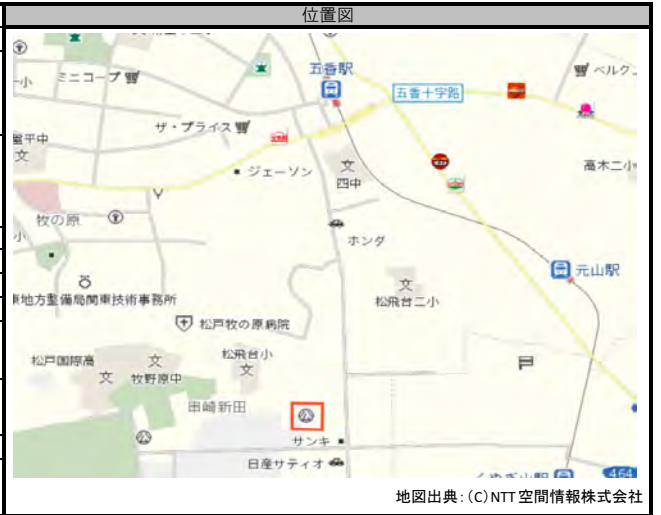 位置図
五香駅
ミニコープ
ベルク
五香十字路
ザ・プライス
四中
高木二小
ジェーソン
文
文
牧の原
ホンダ
元山駅
文
松飛台二小
東地方整備局関東技術事務所
松戸牧の原病院
松戸国際高
文
文
牧野原中
松飛台小
文
串崎新田
サンキ
日産サティオ
くぬぎ山駅
464
地図出典:(C)NTT空間情報株式会社